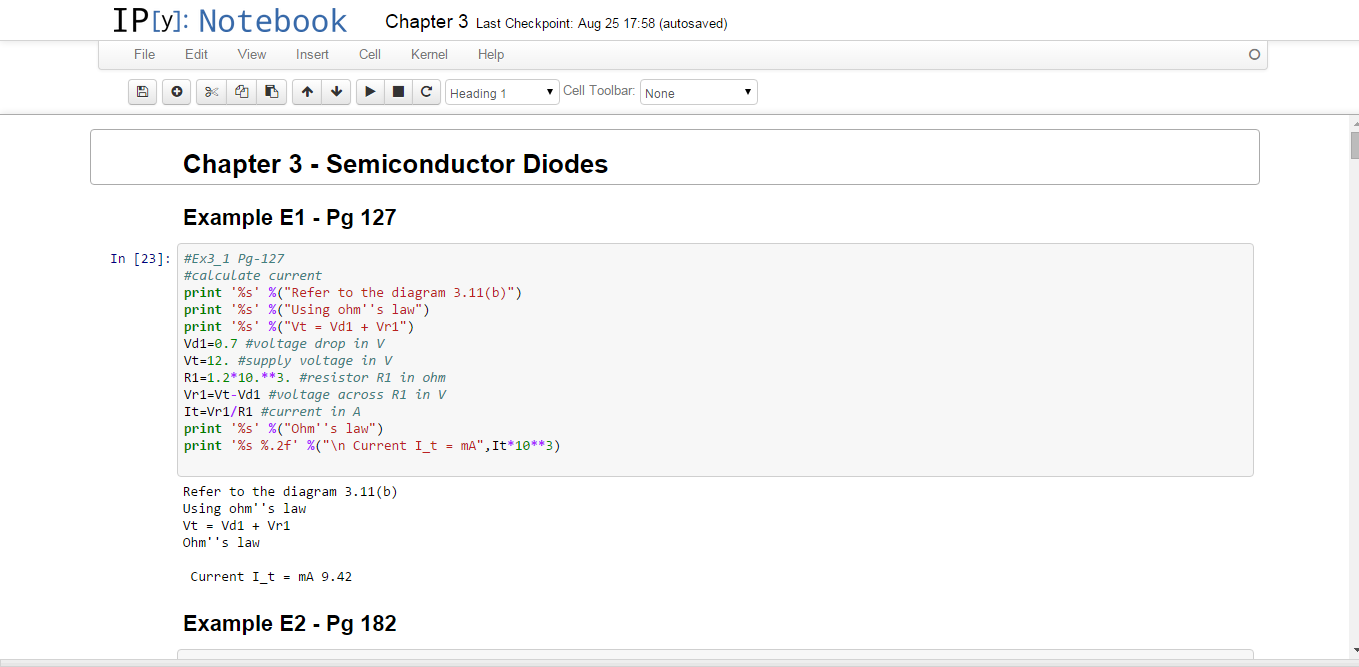 IP[y]: Notebook Chapter 3 Last Checkpoint: Aug 25 17:58 (autosaved)
File Edit View Insert Cell Kernel Help
Heading 1 Cell Toolbar: None
Chapter 3 - Semiconductor Diodes
Example E1 - Pg 127
In [23]: #Ex3_1 Pg-127
#calculate current
print '%s' %("Refer to the diagram 3.11(b)")
print '%s' %("Using ohm''s law")
print '%s' %("Vt = Vd1 + Vr1")
Vd1=0.7 #voltage drop in V
Vt=12. #supply voltage in V
R1=1.2*10.**3. #resistor R1 in ohm
Vr1=Vt-Vd1 #voltage across R1 in V
It=Vr1/R1 #current in A
print '%s' %("Ohm''s law")
print '%s %.2f' %("\n Current I_t = mA",It*10**3)
Refer to the diagram 3.11(b)
Using ohm''s law
Vt = Vd1 + Vr1
Ohm''s law
Current I_t = mA 9.42
Example E2 - Pg 182